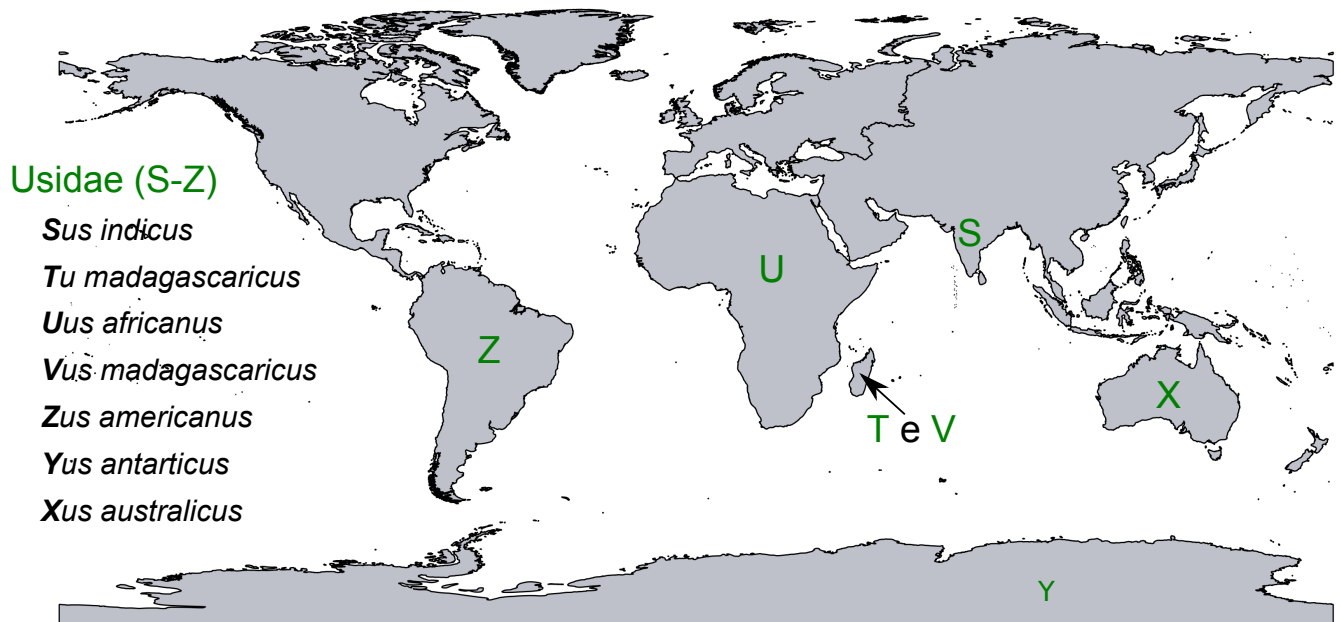 Usidae (S-Z)
Sus indicus
Tu madagascaricus
Uus africanus
Vus madagascaricus
Zus americanus
Yus antarticus
Xus australicus
S
U
Z
X
T e V
Y